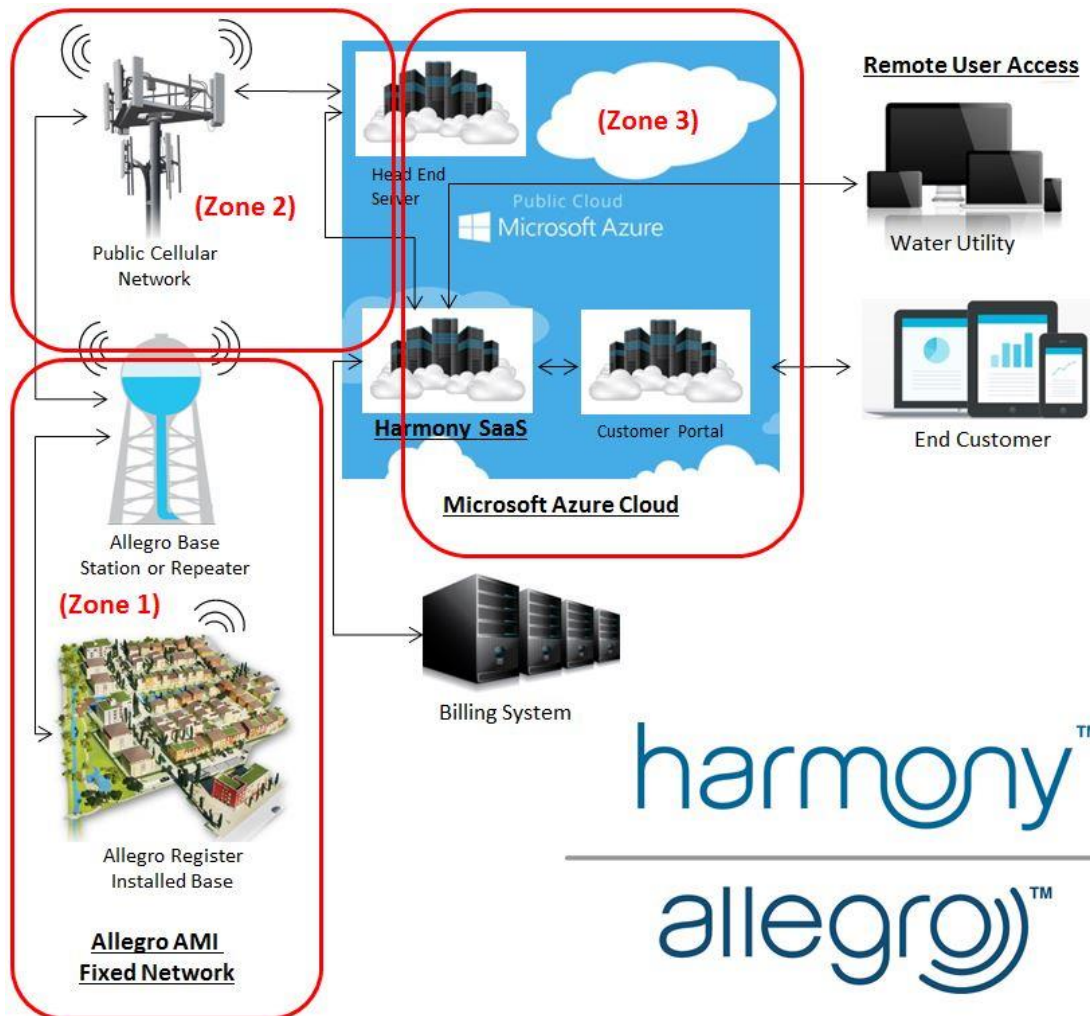 (Zone 2)
Public Cellular
Network
Head End
Server
(Zone 3)
Public Cloud
Microsoft Azure
Remote User Access
Water Utility
Harmony SaaS
Customer Portal
End Customer
Microsoft Azure Cloud
Allegro Base
Station or Repeater
(Zone 1)
Billing System
Allegro Register
Installed Base
Allegro AMI
Fixed Network
harmony™
allegro™